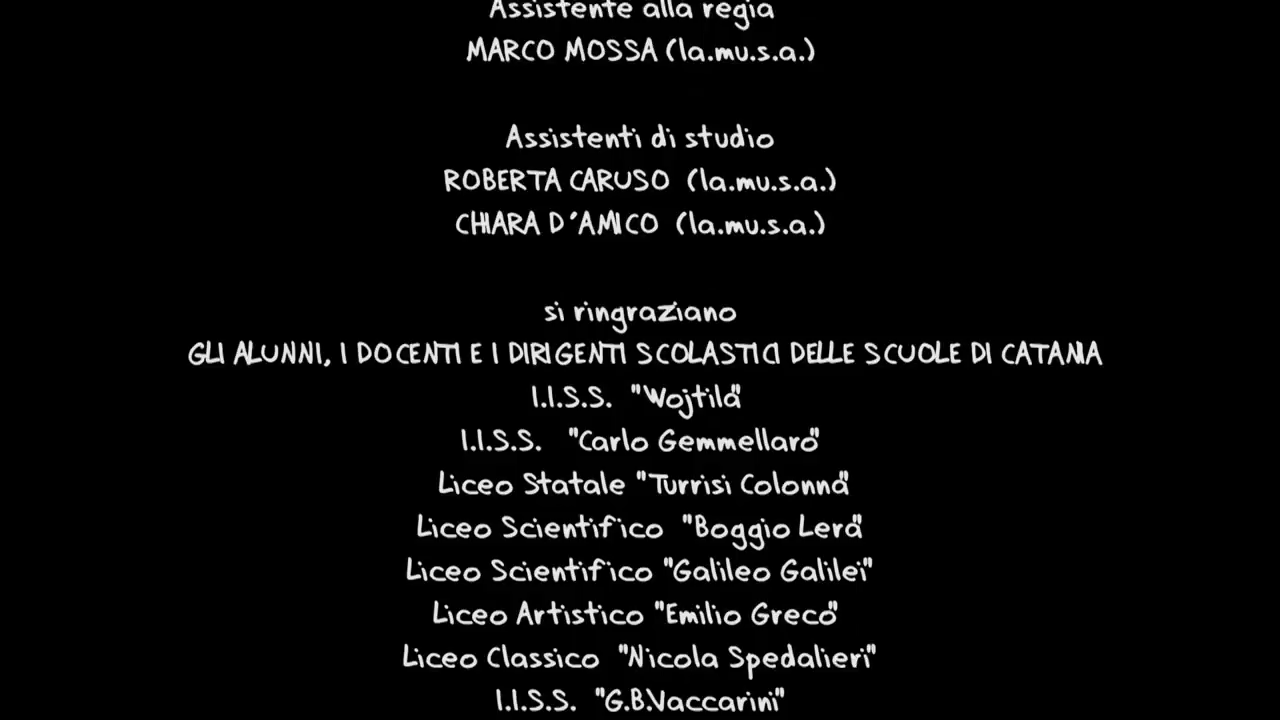 Assistente alla regia
MARCO MOSSA (la.mu.s.a.)
Assistenti di studio
ROBERTA CARUSO (la.mu.s.a.)
CHIARA D'AMICO (la.mu.s.a.)
si ringraziano
GLI ALUNNI, I DOCENTI E I DIRIGENTI SCOLASTICI DELLE SCUOLE DI CATANIA
I.I.S.S. "Wojtila"
I.I.S.S. "Carlo Gemmellaro"
Liceo Statale "Turrisi Colonna"
Liceo Scientifico "Boggio Lera"
Liceo Scientifico "Galileo Galilei"
Liceo Artistico "Emilio Greco"
Liceo Classico "Nicola Spedalieri"
I.I.S.S. "G.B.Vaccarini"